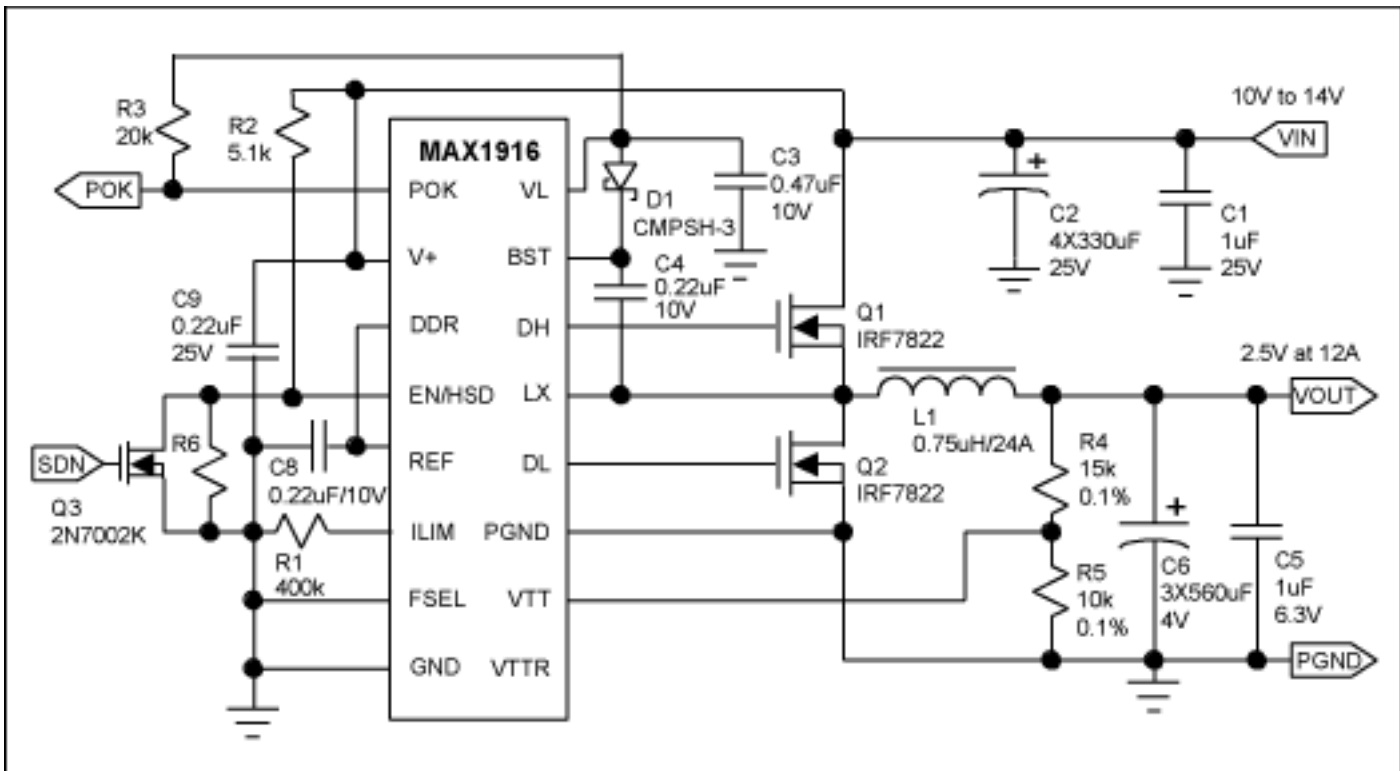 R3
20k
POK
R2
5.1k
MAX1916
POK
V+
DDR
EN/HSD
REF
ILIM
FSEL
GND
VL
BST
DH
LX
DL
PGND
VTT
VTTR
C9
0.22uF
25V
SDN
Q3
2N7002K
R6
C8
0.22uF/10V
R1
400k
D1
CMPSH-3
C3
0.47uF
10V
C4
0.22uF
10V
Q1
IRF7822
Q2
IRF7822
10V to 14V
VIN
+
C2
4X330uF
25V
C1
1uF
25V
L1
0.75uH/24A
2.5V at 12A
VOUT
R4
15k
0.1%
R5
10k
0.1%
+
C6
3X560uF
4V
C5
1uF
6.3V
PGND